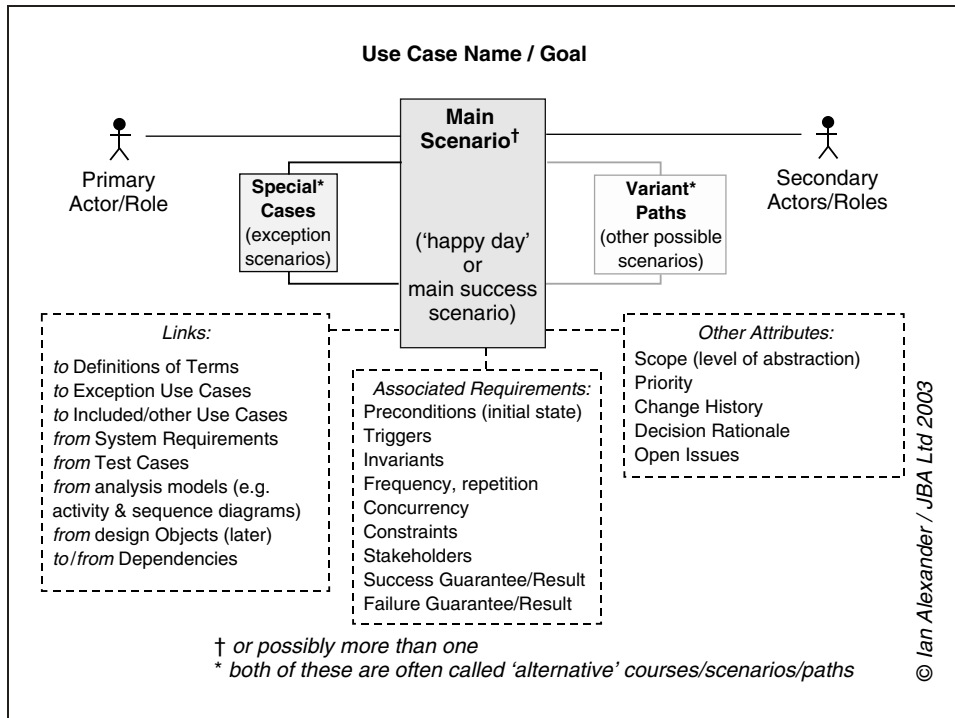 Use Case Name / Goal
Main
Scenario†
Primary
Actor/Role
Special*
Cases
(exception
scenarios)
('happy day'
or
main success
scenario)
Variant*
Paths
(other possible
scenarios)
Secondary
Actors/Roles
Links:
to Definitions of Terms
to Exception Use Cases
to Included/other Use Cases
from System Requirements
from Test Cases
from analysis models (e.g.
activity & sequence diagrams)
from design Objects (later)
to/from Dependencies
Associated Requirements:
Preconditions (initial state)
Triggers
Invariants
Frequency, repetition
Concurrency
Constraints
Stakeholders
Success Guarantee/Result
Failure Guarantee/Result
Other Attributes:
Scope (level of abstraction)
Priority
Change History
Decision Rationale
Open Issues
© Ian Alexander / JBA Ltd 2003
† or possibly more than one
* both of these are often called 'alternative' courses/scenarios/paths